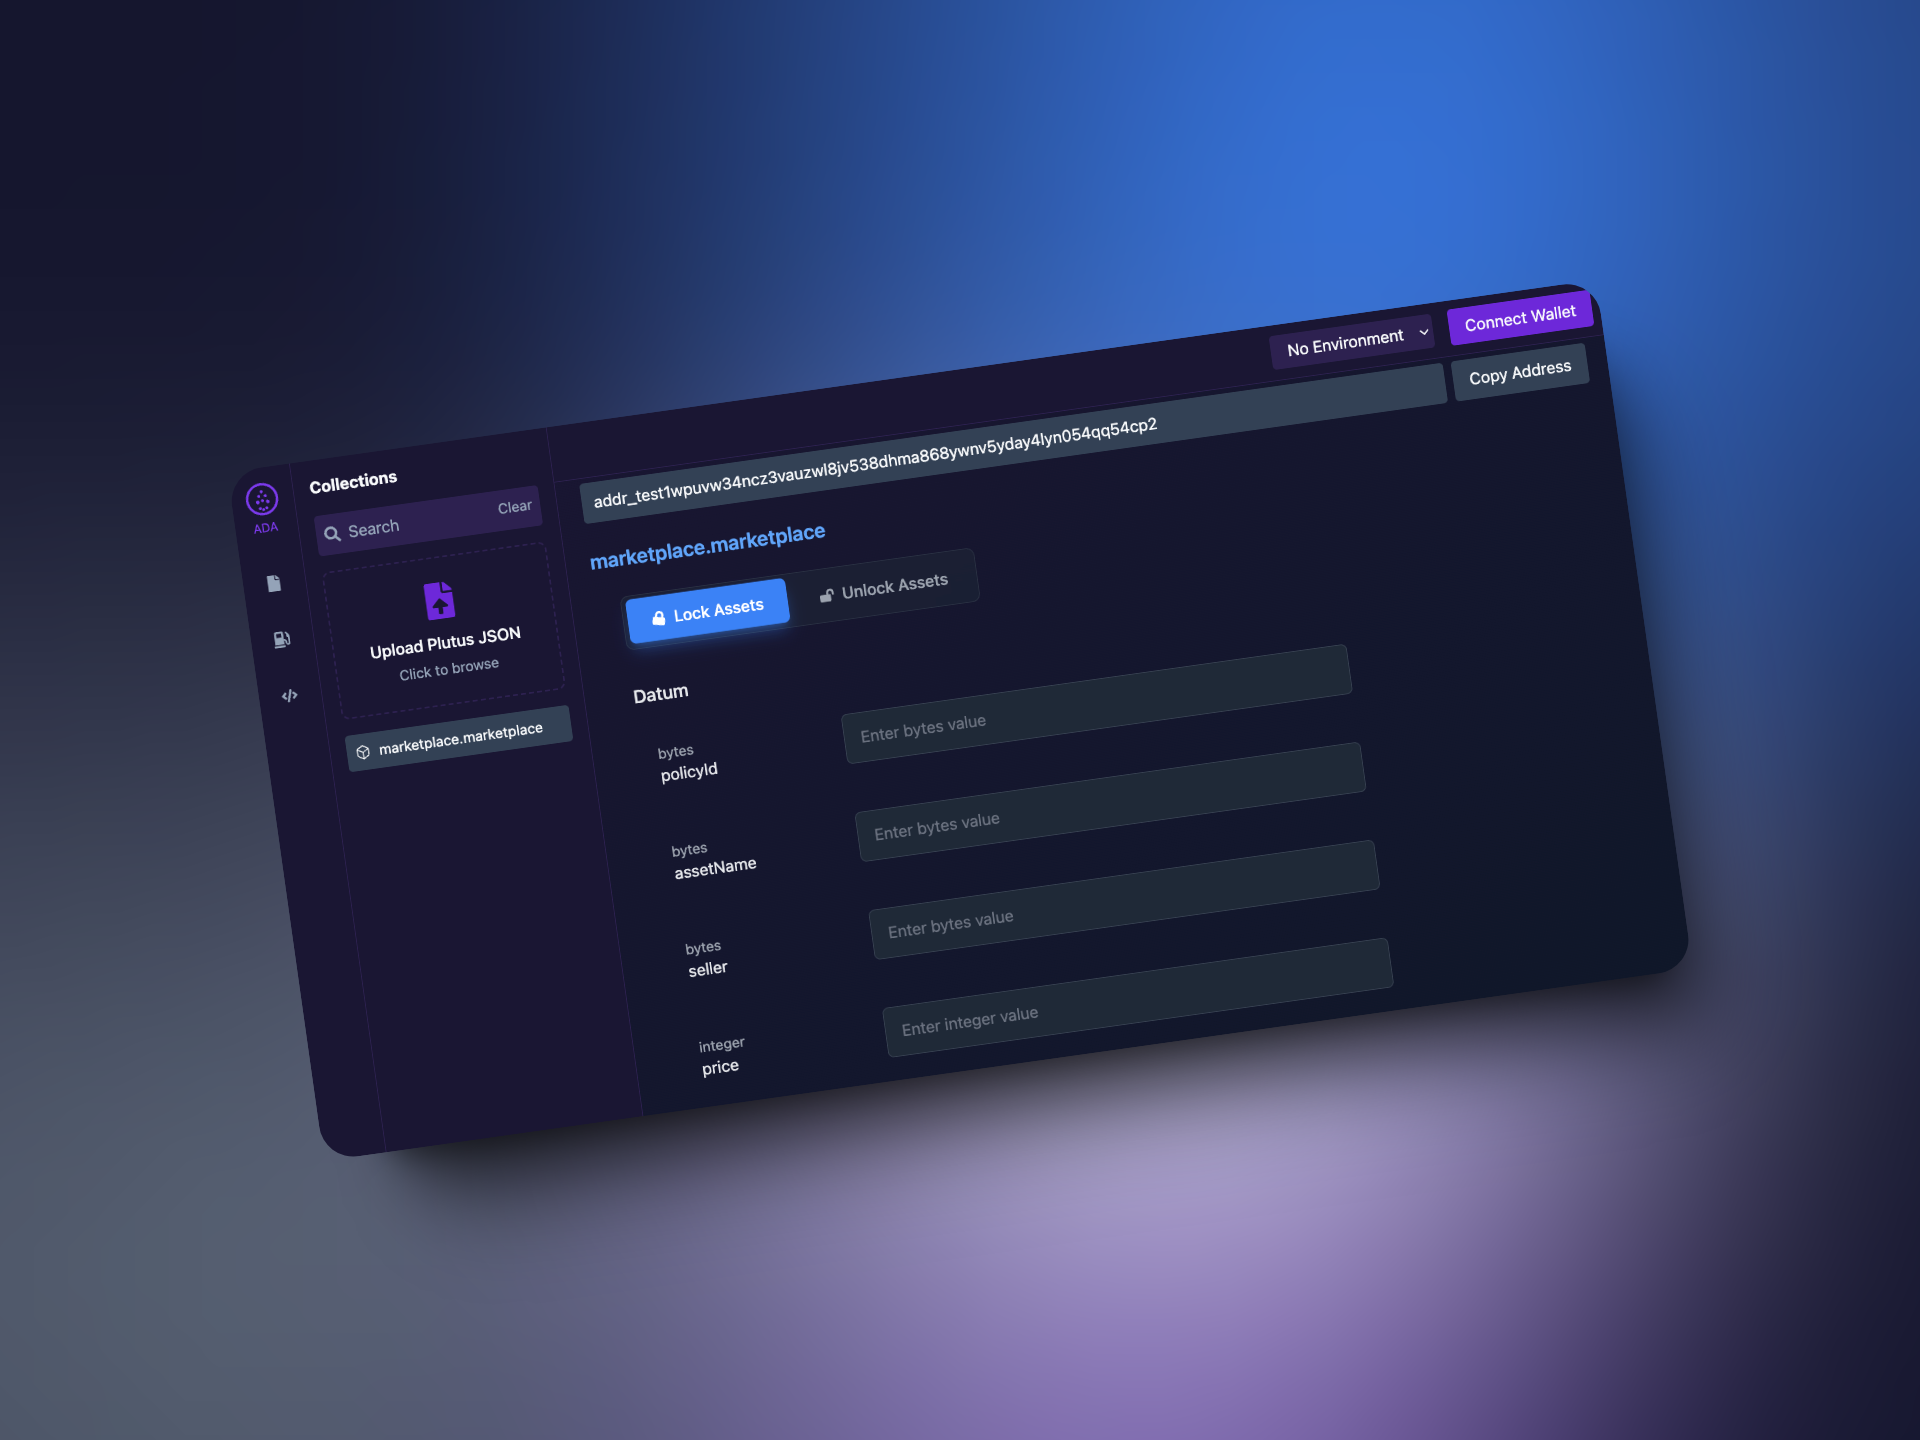 No Environment
Connect Wallet
ADA
Collections
Search
Clear
Upload Plutus JSON
Click to browse
marketplace.marketplace
addr_test1wpuvw34ncz3vauzwl8jv538dhma868ywnv5yday4lyn054qq54cp2
Copy Address
marketplace.marketplace
Lock Assets
Unlock Assets
Datum
bytes
policyId
Enter bytes value
bytes
assetName
Enter bytes value
bytes
seller
Enter bytes value
integer
price
Enter integer value